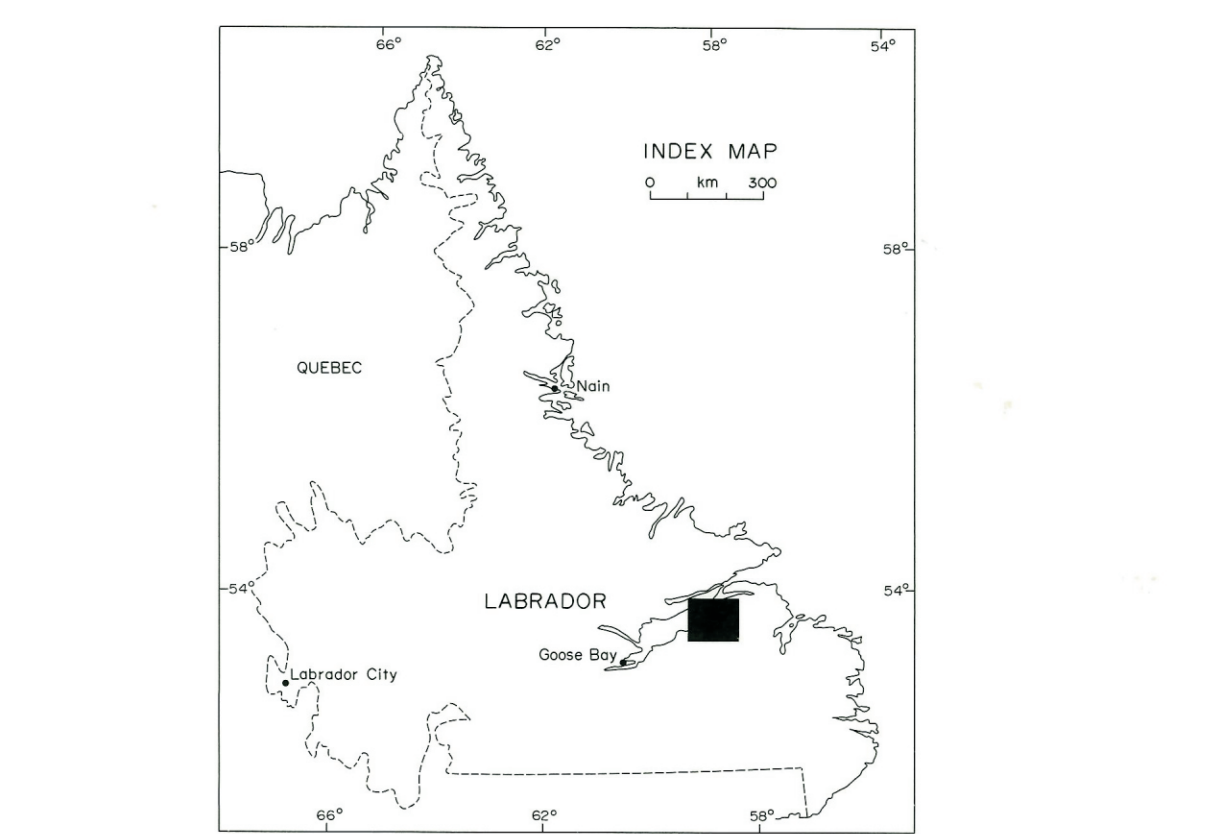 66° 62° 58° 54°
INDEX MAP
0 km 300
58° 58°
QUEBEC
Nain
54° 54°
LABRADOR
Goose Bay
Labrador City
66° 62° 58°